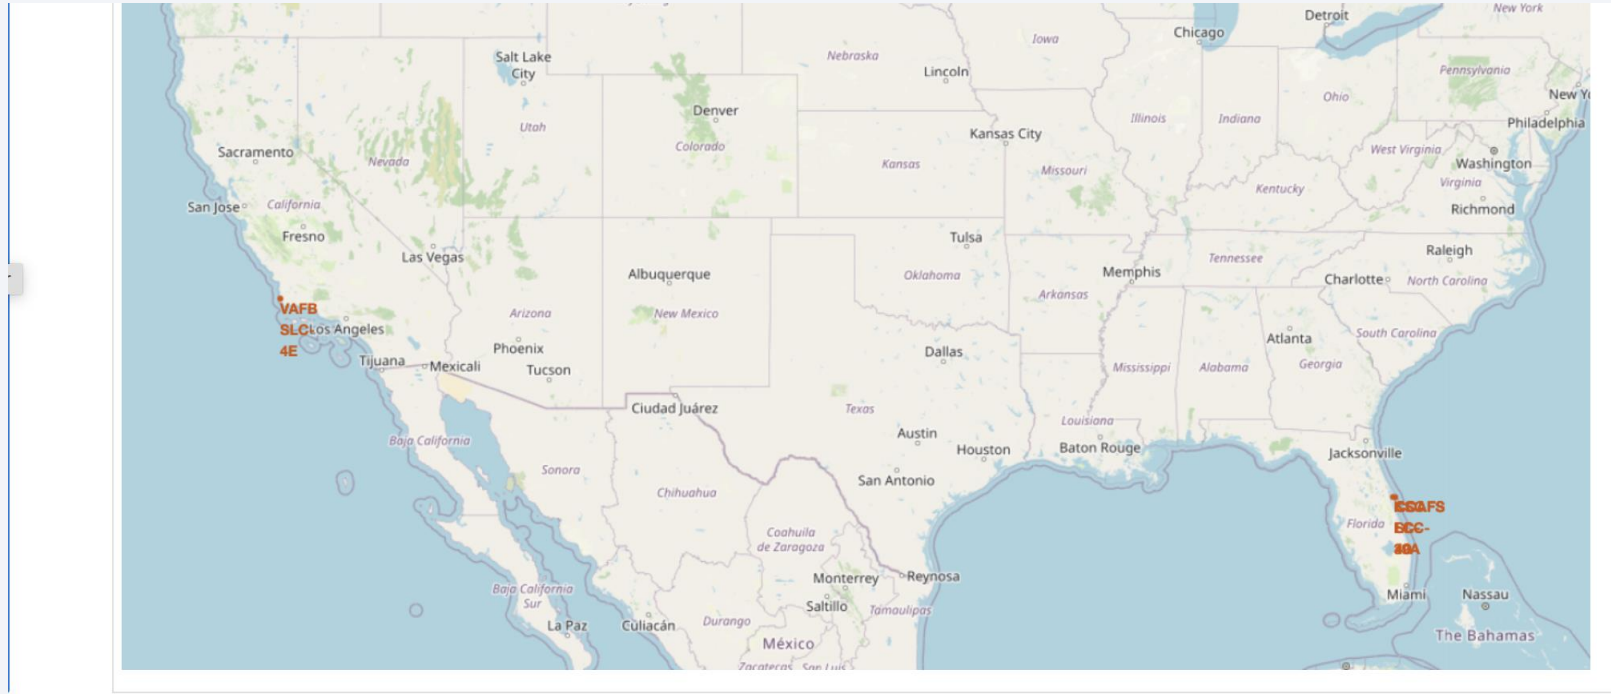 New York
Detroit
Chicago
Iowa
Nebraska
Salt Lake
City
Lincoln
Pennsylvania
Ohio
New Y
Denver
Utah
Illinois
Indiana
Philadelphia
Kansas City
Colorado
Sacramento
Nevada
Kansas
Missouri
West Virginia
Washington
Virginia
Kentucky
San Jose
California
Richmond
Fresno
Tulsa
Las Vegas
Raleigh
Tennessee
Albuquerque
Oklahoma
Memphis
Charlotte
North Carolina
Arkansas
VAFB
SLC-
4E
Los Angeles
Arizona
New Mexico
South Carolina
Atlanta
Phoenix
Dallas
Tijuana
Mexicali
Tucson
Mississippi
Alabama
Georgia
Ciudad Juárez
Texas
Louisiana
Austin
Baja California
Houston
Baton Rouge
Jacksonville
Sonora
San Antonio
Chihuahua
Florida
Coahuila
de Zaragoza
Monterrey
Reynosa
Baja California
Sur
Saltillo
Tamaulipas
Miami
Nassau
La Paz
Culiacán
Durango
México
The Bahamas
Zacatecas
San Luis